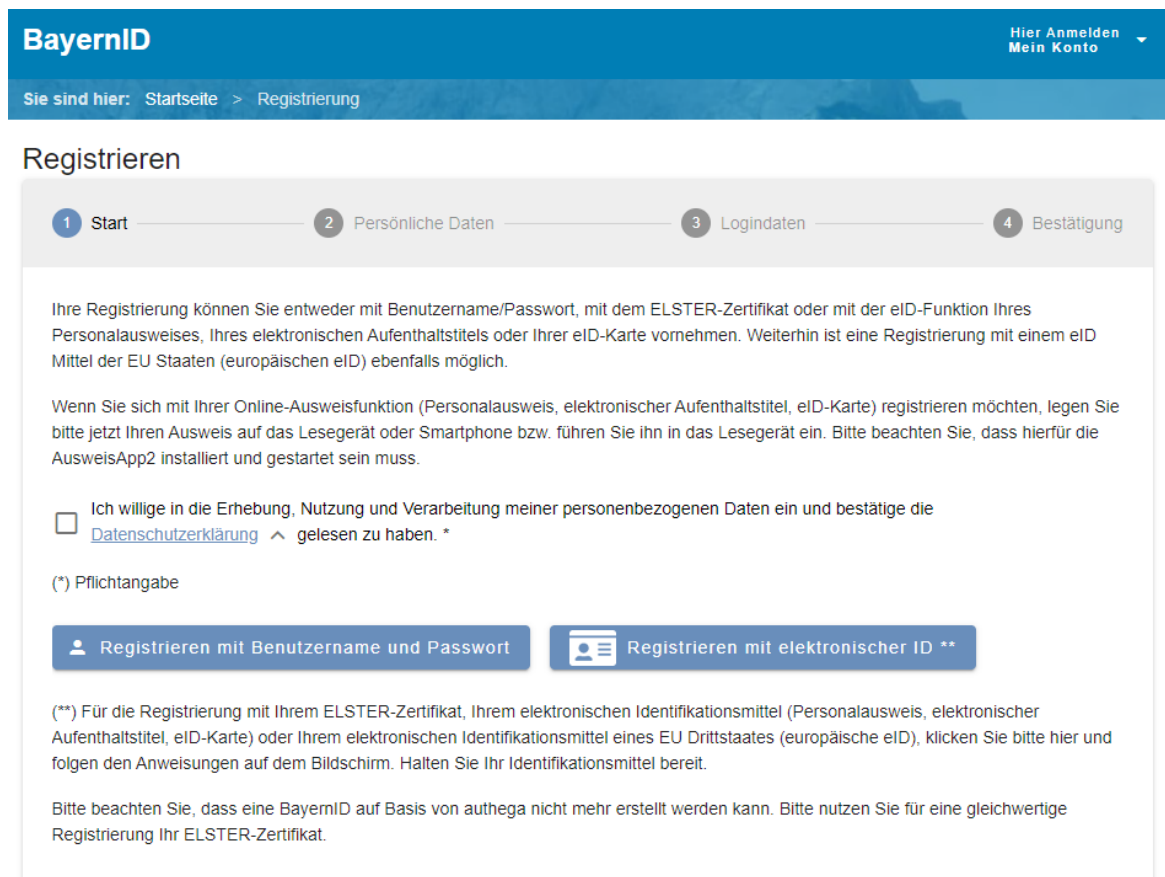 BayernID
Hier Anmelden
Mein Konto
Sie sind hier: Startseite > Registrierung
Registrieren
1 Start 2 Persönliche Daten 3 Logindaten 4 Bestätigung
Ihre Registrierung können Sie entweder mit Benutzername/Passwort, mit dem ELSTER-Zertifikat oder mit der eID-Funktion Ihres
Personalausweises, Ihres elektronischen Aufenthaltstitels oder Ihrer eID-Karte vornehmen. Weiterhin ist eine Registrierung mit einem eID
Mittel der EU Staaten (europäischen eID) ebenfalls möglich.
Wenn Sie sich mit Ihrer Online-Ausweisfunktion (Personalausweis, elektronischer Aufenthaltstitel, eID-Karte) registrieren möchten, legen Sie
bitte jetzt Ihren Ausweis auf das Lesegerät oder Smartphone bzw. führen Sie ihn in das Lesegerät ein. Bitte beachten Sie, dass hierfür die
AusweisApp2 installiert und gestartet sein muss.
Ich willige in die Erhebung, Nutzung und Verarbeitung meiner personenbezogenen Daten ein und bestätige die
Datenschutzerklärung gelesen zu haben. *
(*) Pflichtangabe
Registrieren mit Benutzername und Passwort
Registrieren mit elektronischer ID **
(**) Für die Registrierung mit Ihrem ELSTER-Zertifikat, Ihrem elektronischen Identifikationsmittel (Personalausweis, elektronischer
Aufenthaltstitel, eID-Karte) oder Ihrem elektronischen Identifikationsmittel eines EU Drittstaates (europäische eID), klicken Sie bitte hier und
folgen den Anweisungen auf dem Bildschirm. Halten Sie Ihr Identifikationsmittel bereit.
Bitte beachten Sie, dass eine BayernID auf Basis von authega nicht mehr erstellt werden kann. Bitte nutzen Sie für eine gleichwertige
Registrierung Ihr ELSTER-Zertifikat.